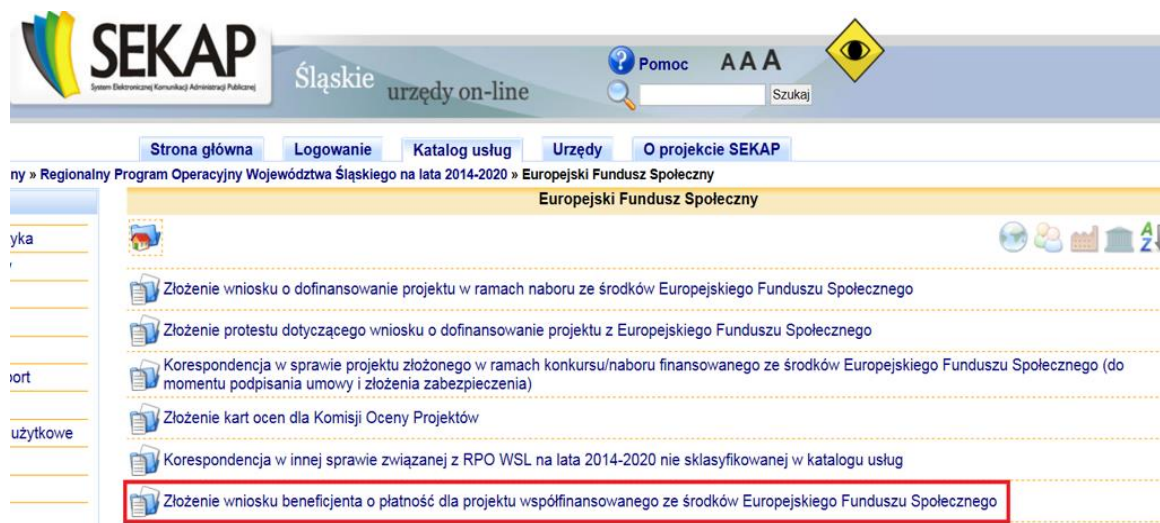 SEKAP
System Elektronicznej Komunikacji Administracji Publicznej
Śląskie
urzędy on-line
Pomoc
A A A
Szukaj
Strona główna
Logowanie
Katalog usług
Urzędy
O projekcie SEKAP
ny » Regionalny Program Operacyjny Województwa Śląskiego na lata 2014-2020 » Europejski Fundusz Społeczny
Europejski Fundusz Społeczny
yka
A
Z
Złożenie wniosku o dofinansowanie projektu w ramach naboru ze środków Europejskiego Funduszu Społecznego
Złożenie protestu dotyczącego wniosku o dofinansowanie projektu z Europejskiego Funduszu Społecznego
ort
Korespondencja w sprawie projektu złożonego w ramach konkursu/naboru finansowanego ze środków Europejskiego Funduszu Społecznego (do
momentu podpisania umowy i złożenia zabezpieczenia)
użytkowe
Złożenie kart ocen dla Komisji Oceny Projektów
Korespondencja w innej sprawie związanej z RPO WSL na lata 2014-2020 nie sklasyfikowanej w katalogu usług
Złożenie wniosku beneficjenta o płatność dla projektu współfinansowanego ze środków Europejskiego Funduszu Społecznego